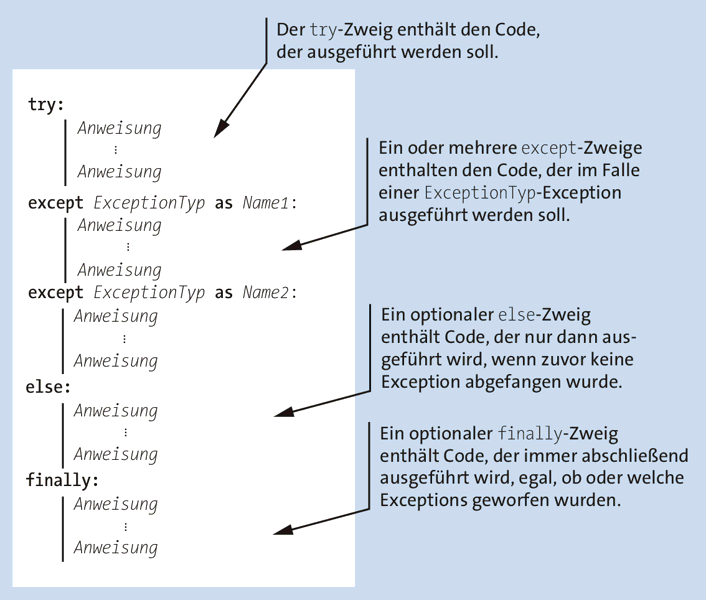 Der try-Zweig enthält den Code,
der ausgeführt werden soll.
try:
Anweisung
⋮
Anweisung
Ein oder mehrere except-Zweige
enthalten den Code, der im Falle
einer ExceptionTyp-Exception
ausgeführt werden soll.
except ExceptionTyp as Name1:
Anweisung
⋮
Anweisung
except ExceptionTyp as Name2:
Anweisung
⋮
Anweisung
Ein optionaler else-Zweig
enthält Code, der nur dann aus-
geführt wird, wenn zuvor keine
Exception abgefangen wurde.
else:
Anweisung
⋮
Anweisung
Ein optionaler finally-Zweig
enthält Code, der immer abschließend
ausgeführt wird, egal, ob oder welche
Exceptions geworfen wurden.
finally:
Anweisung
⋮
Anweisung